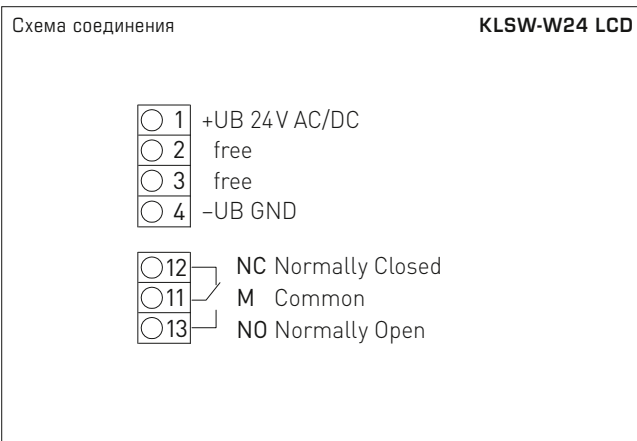 Схема соединения KLSW-W24 LCD
1 +UB 24 V AC/DC
2 free
3 free
4 –UB GND
12 NC Normally Closed
11 M Common
13 NO Normally Open